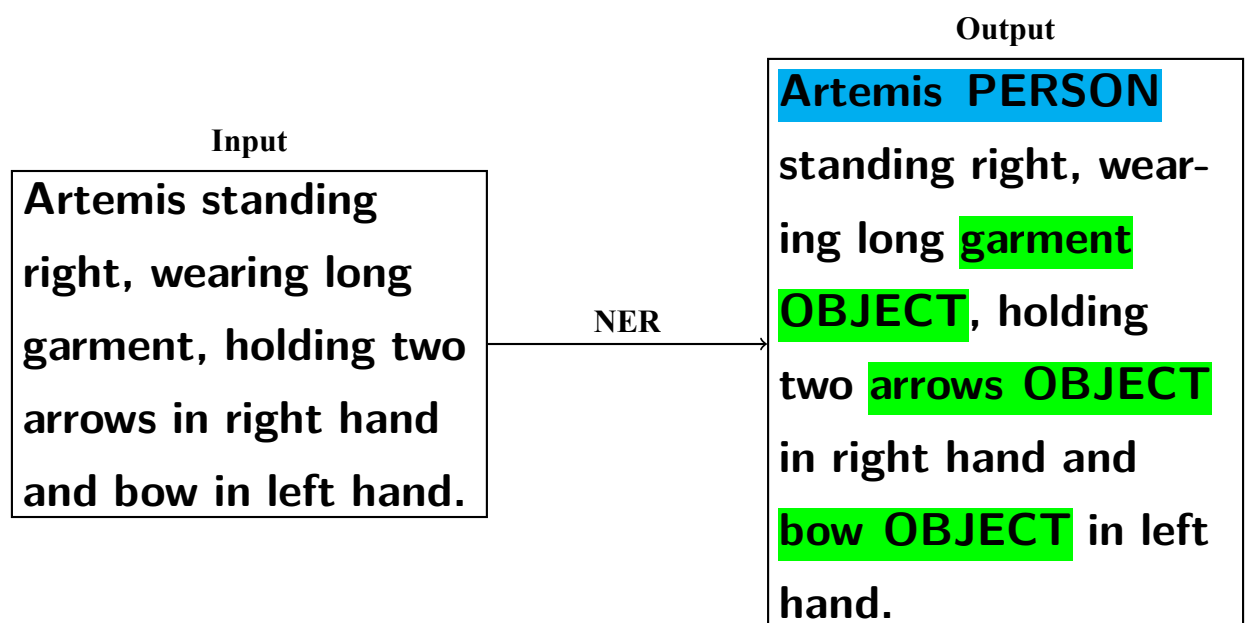 Input
Artemis standing
right, wearing long
garment, holding two
arrows in right hand
and bow in left hand.
NER
Output
Artemis PERSON
standing right, wear-
ing long garment
OBJECT, holding
two arrows OBJECT
in right hand and
bow OBJECT in left
hand.